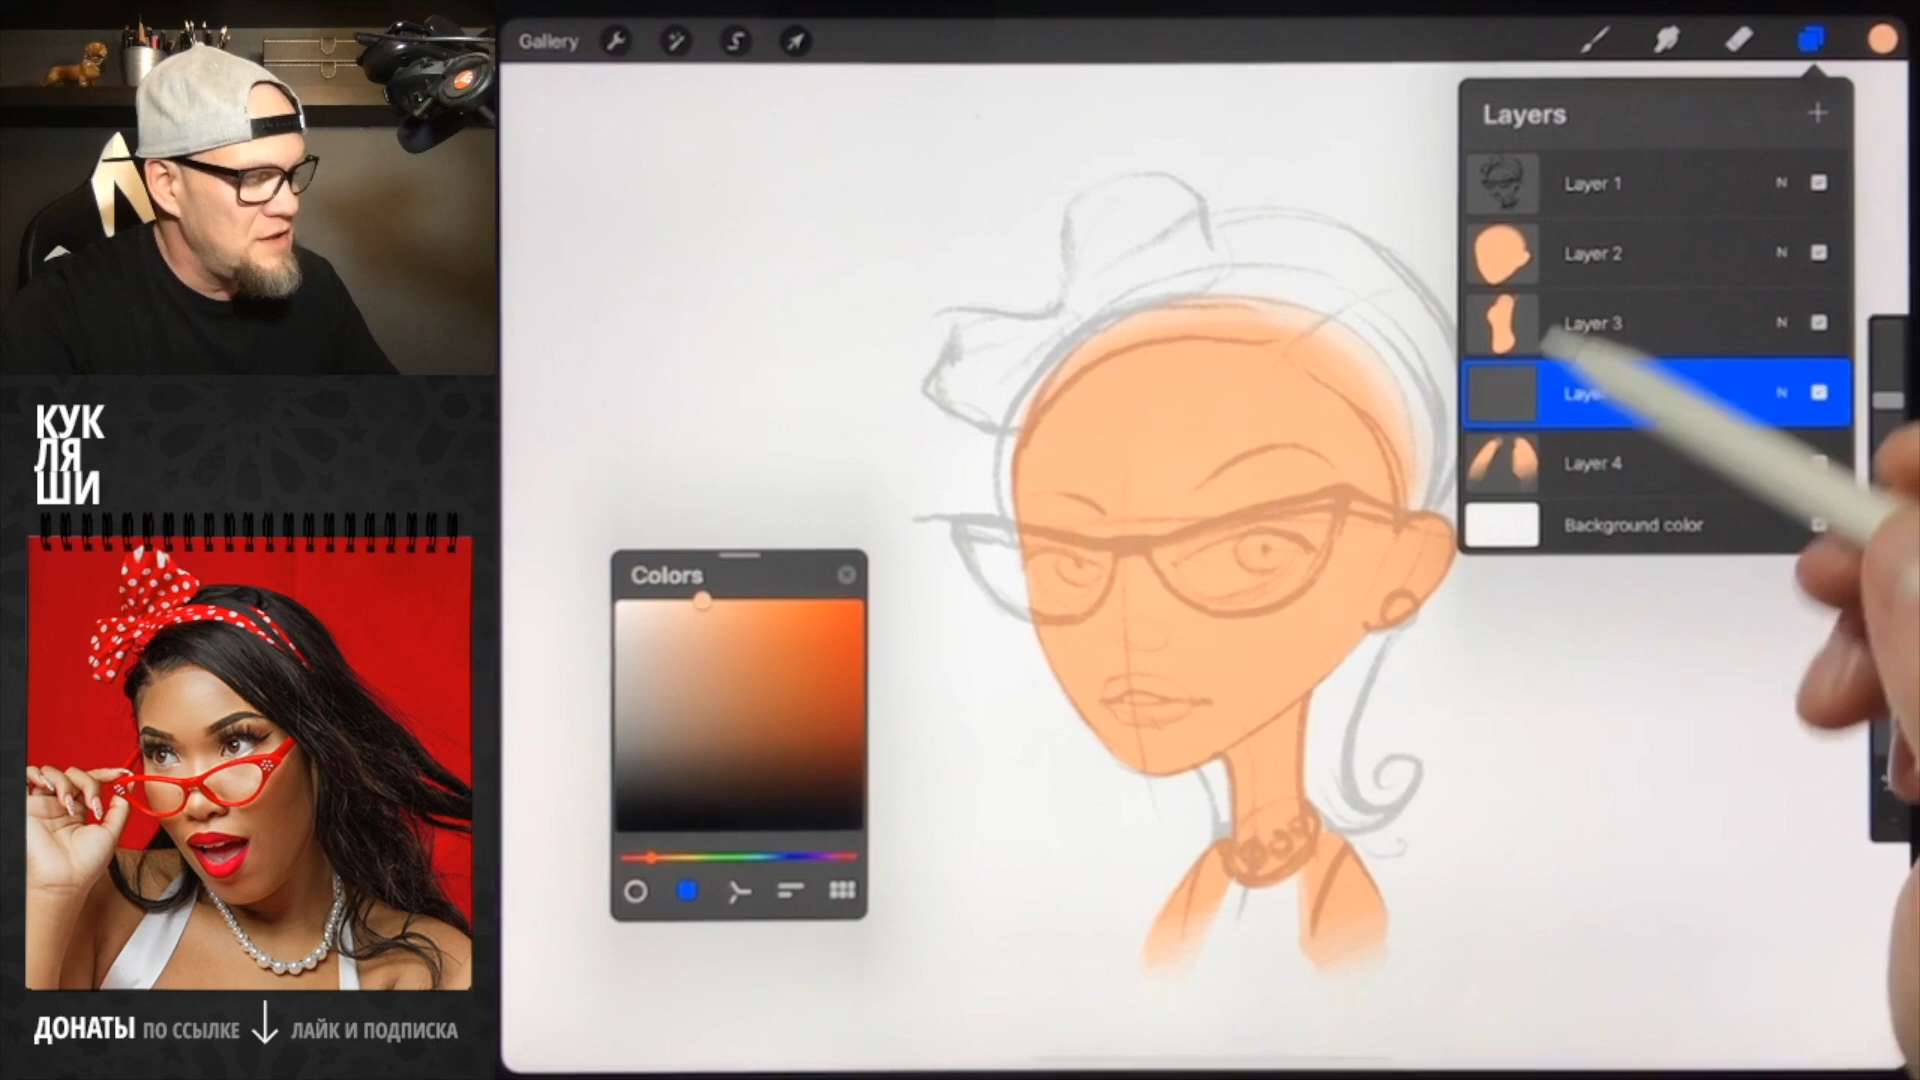 Gallery
Layers
Layer 1 N
Layer 2 N
Layer 3 N
N
Layer 4
Background color
Colors
КУК
ЛЯ
ШИ
ДОНАТЫ ПО ССЫЛКЕ ↓ ЛАЙК И ПОДПИСКА